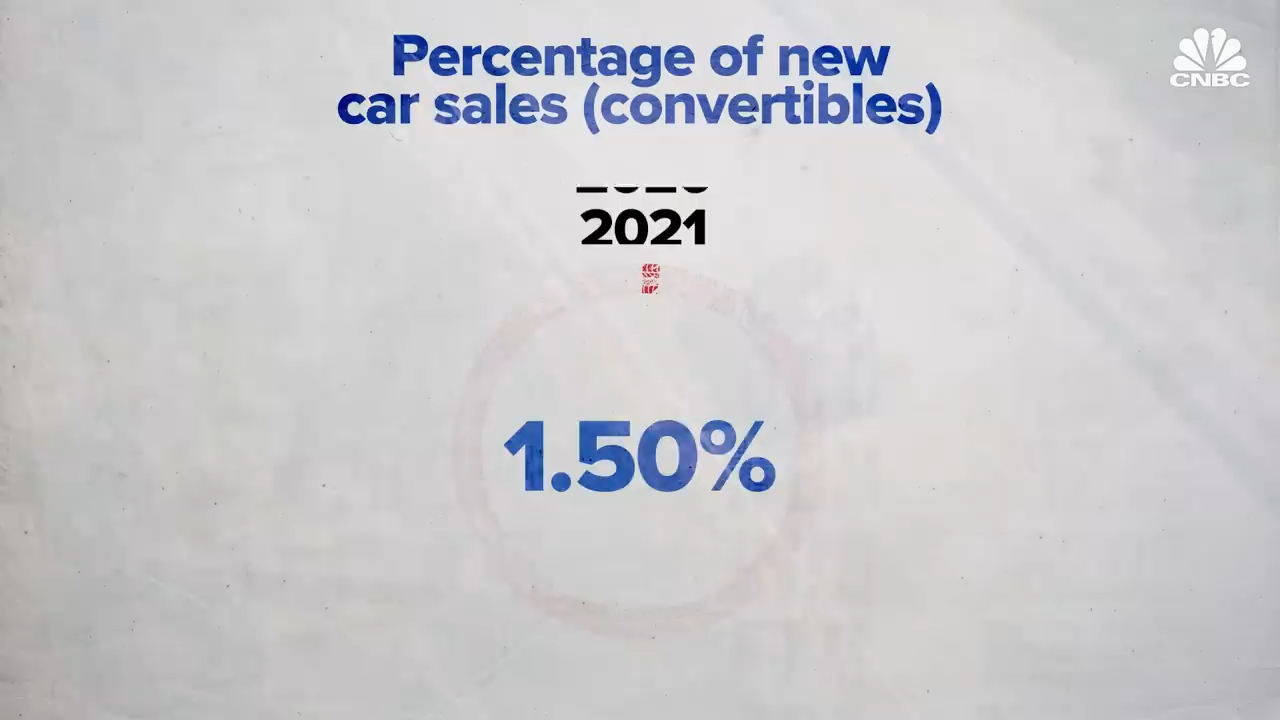 Percentage of new
car sales (convertibles)
CNBC
2021
1.50%